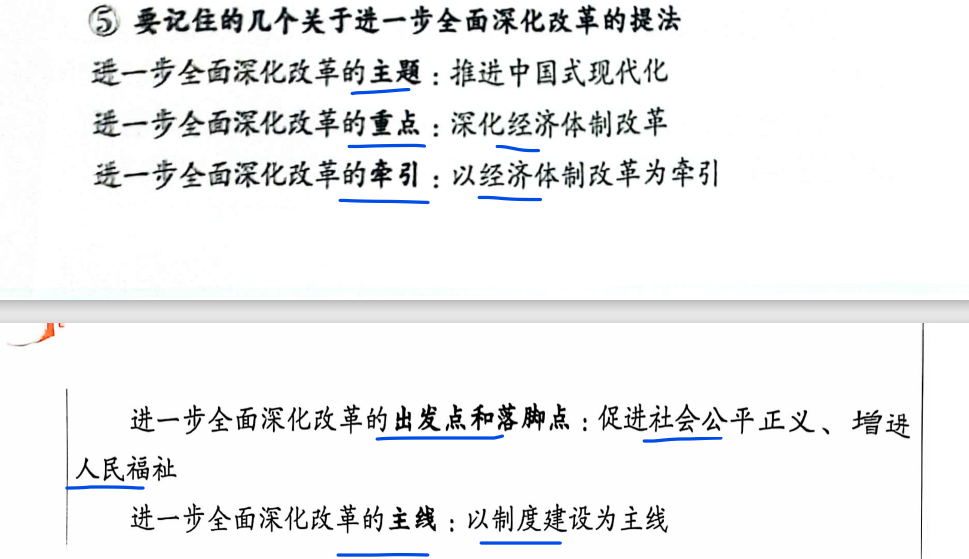 ⑤ 要记住的几个关于进一步全面深化改革的提法
进一步全面深化改革的主题：推进中国式现代化
进一步全面深化改革的重点：深化经济体制改革
进一步全面深化改革的牵引：以经济体制改革为牵引
进一步全面深化改革的出发点和落脚点：促进社会公平正义、增进
人民福祉
进一步全面深化改革的主线：以制度建设为主线